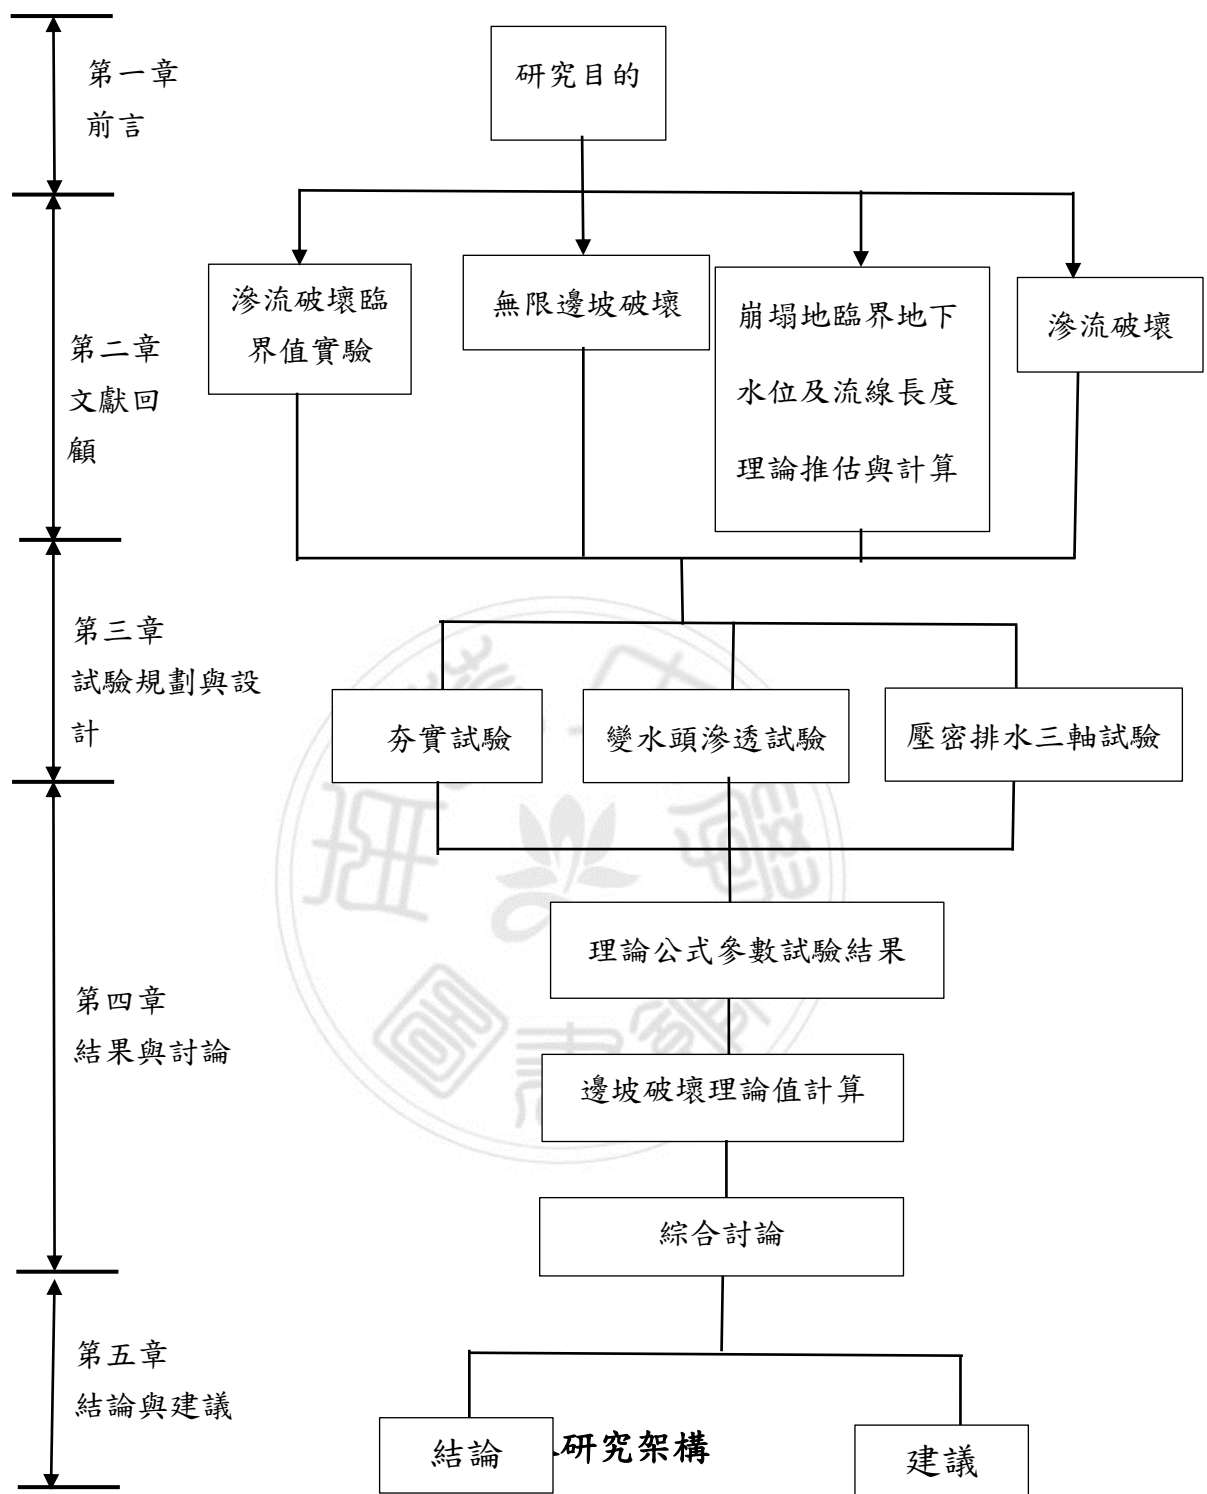 第一章
前言
研究目的
第二章
文獻回
顧
滲流破壞臨
界值實驗
無限邊坡破壞
崩塌地臨界地下
水位及流線長度
理論推估與計算
滲流破壞
第三章
試驗規劃與設
計
夯實試驗
變水頭滲透試驗
壓密排水三軸試驗
第四章
結果與討論
理論公式參數試驗結果
邊坡破壞理論值計算
綜合討論
第五章
結論與建議
結論
研究架構
建議